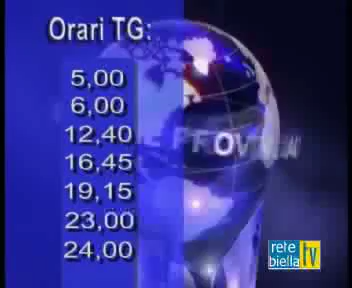 Orari TG:
5,00
6,00
12,40
16,45
19,15
23,00
24,00
rete
biella tv